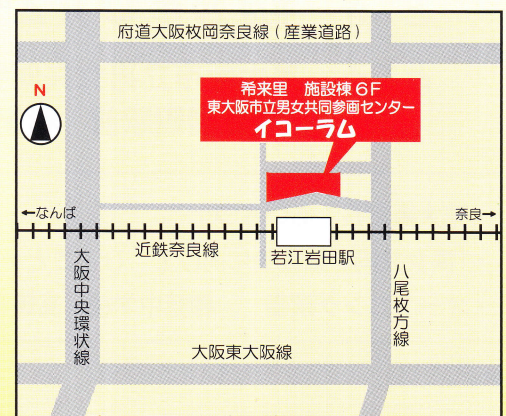 府道大阪枚岡奈良線(産業道路)
希来里 施設棟6F
東大阪市立男女共同参画センター
イコーラム
N
←なんば
奈良→
近鉄奈良線
若江岩田駅
大阪中央環状線
八尾枚方線
大阪東大阪線